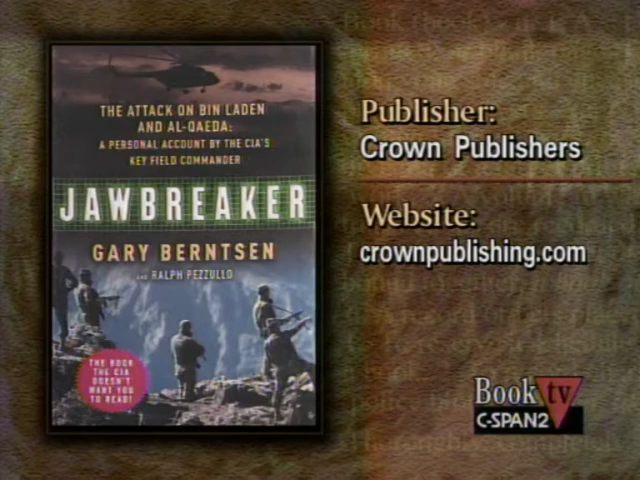 THE ATTACK ON BIN LADEN
AND AL-QAEDA:
A PERSONAL ACCOUNT BY THE CIA'S
KEY FIELD COMMANDER
JAWBREAKER
GARY BERNTSEN
AND RALPH PEZZULLO
THE BOOK
THE CIA
DOESN'T
WANT YOU
TO READ!
Publisher:
Crown Publishers
Website:
crownpublishing.com
Book tv
C-SPAN2